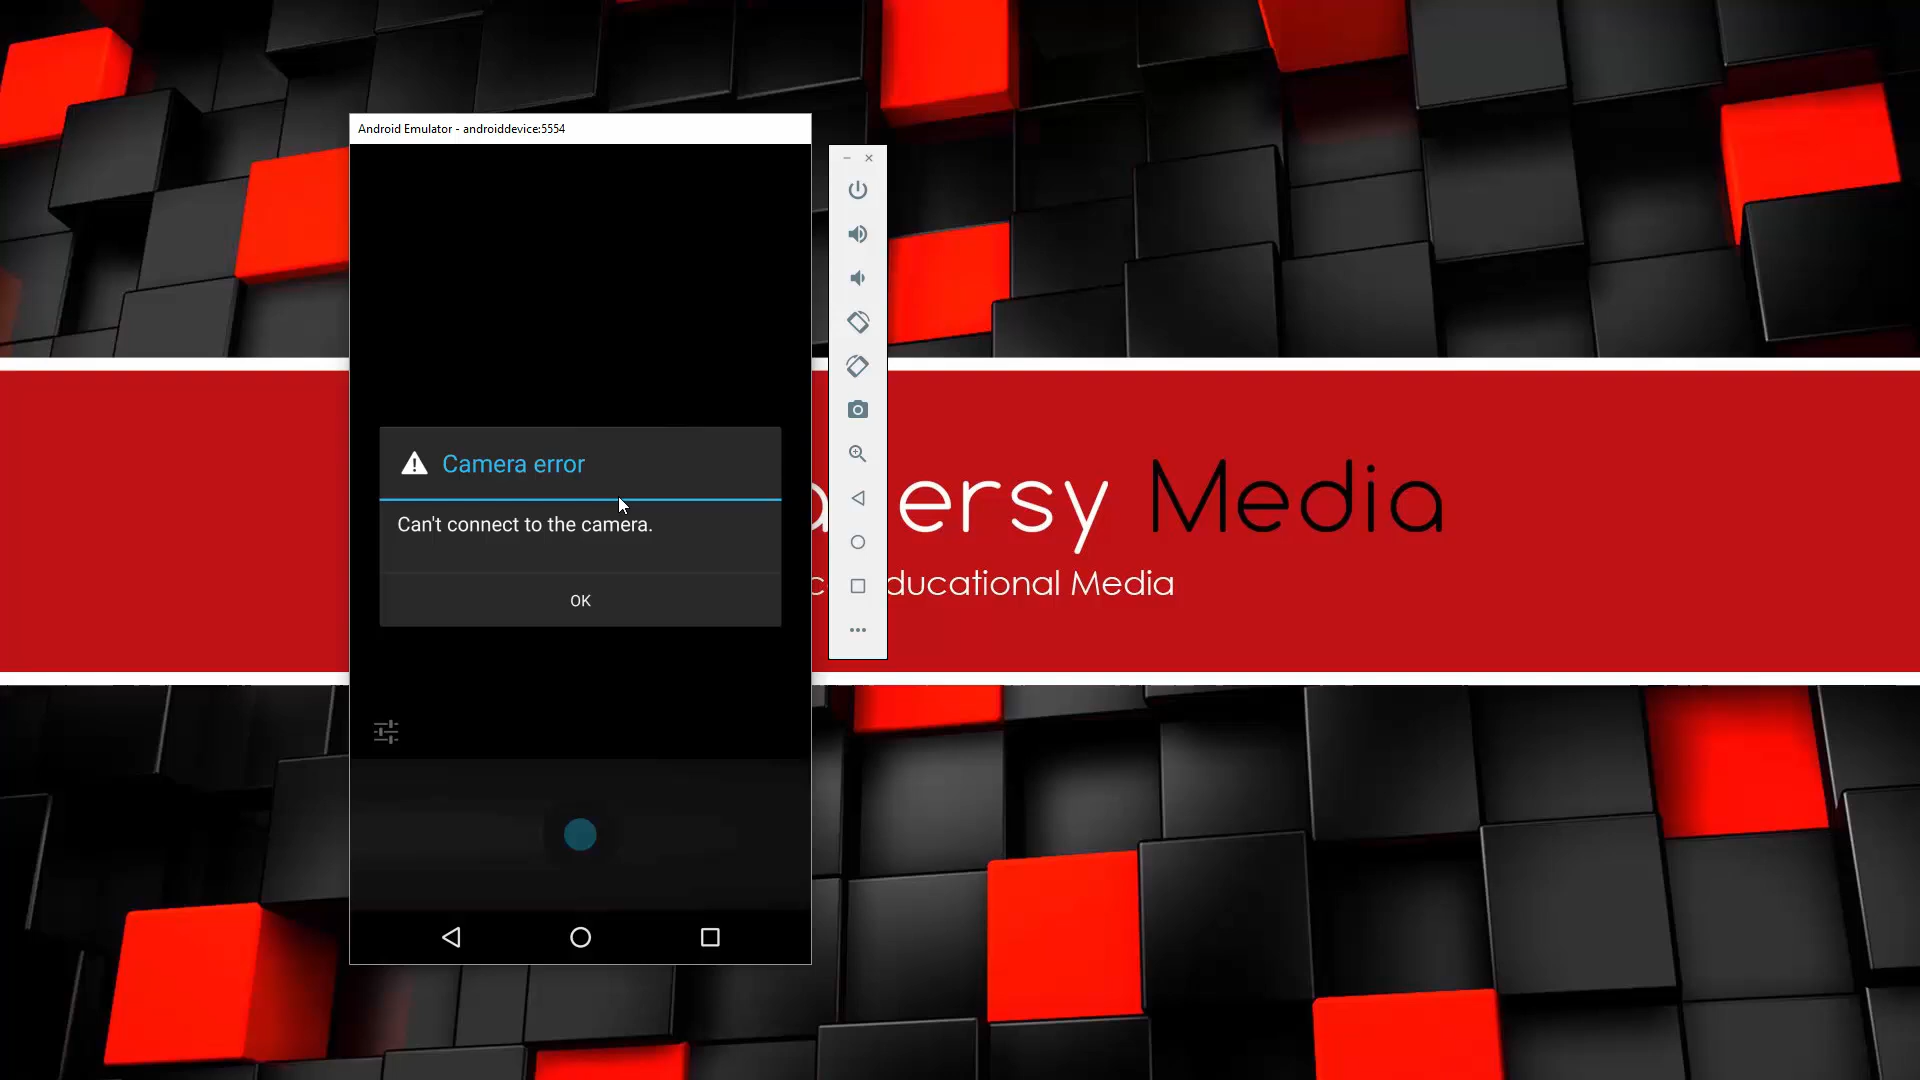 Android Emulator - androiddevice:5554
Camera error
Can't connect to the camera.
OK
ersy Media
ducational Media